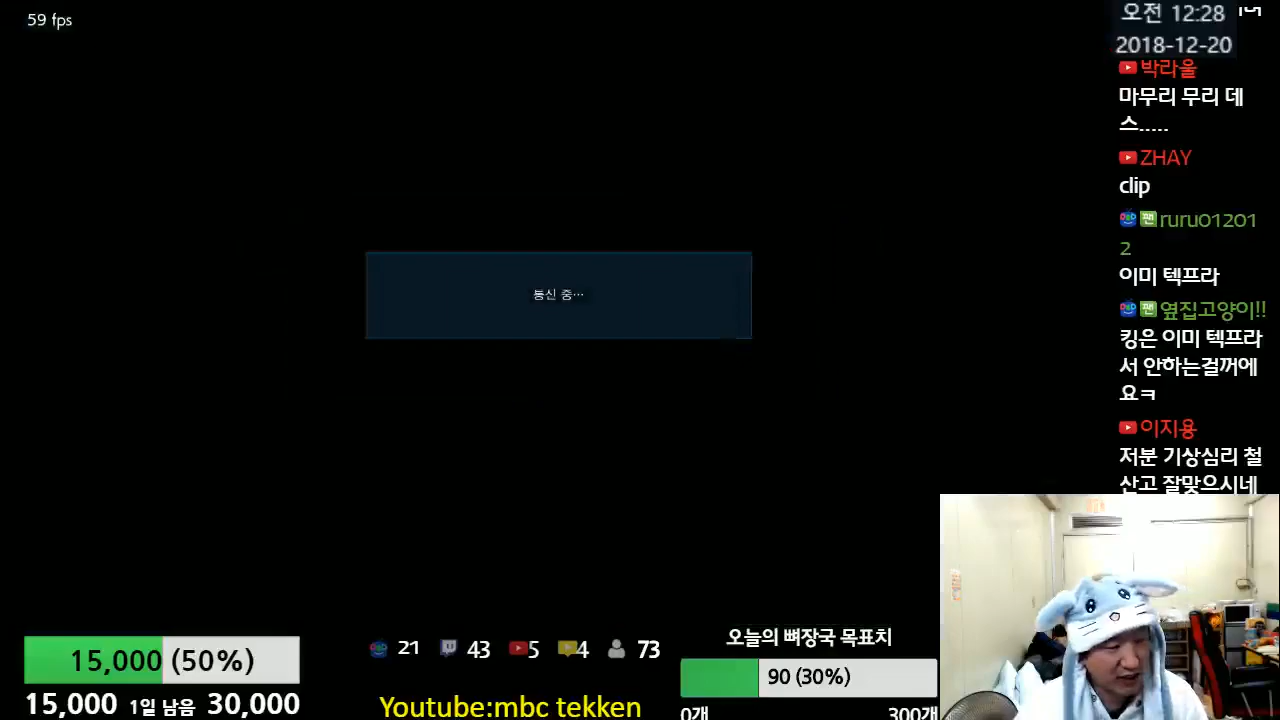 59 fps
오전 12:28
2018-12-20
박라울
마무리 무리 데
스.....
ZHAY
clip
팬 ruru01201
2
이미 텍프라
팬 옆집고양이!!
킹은 이미 텍프라
서 안하는걸꺼에
요ㅋ
이지용
저분 기상심리 철
산고 잘맞으시네
통신 중...
15,000 (50%)
15,000 1일 남음 30,000
21 43 5 4 73
Youtube:mbc tekken
오늘의 뼈장국 목표치
90 (30%)
0개 300개